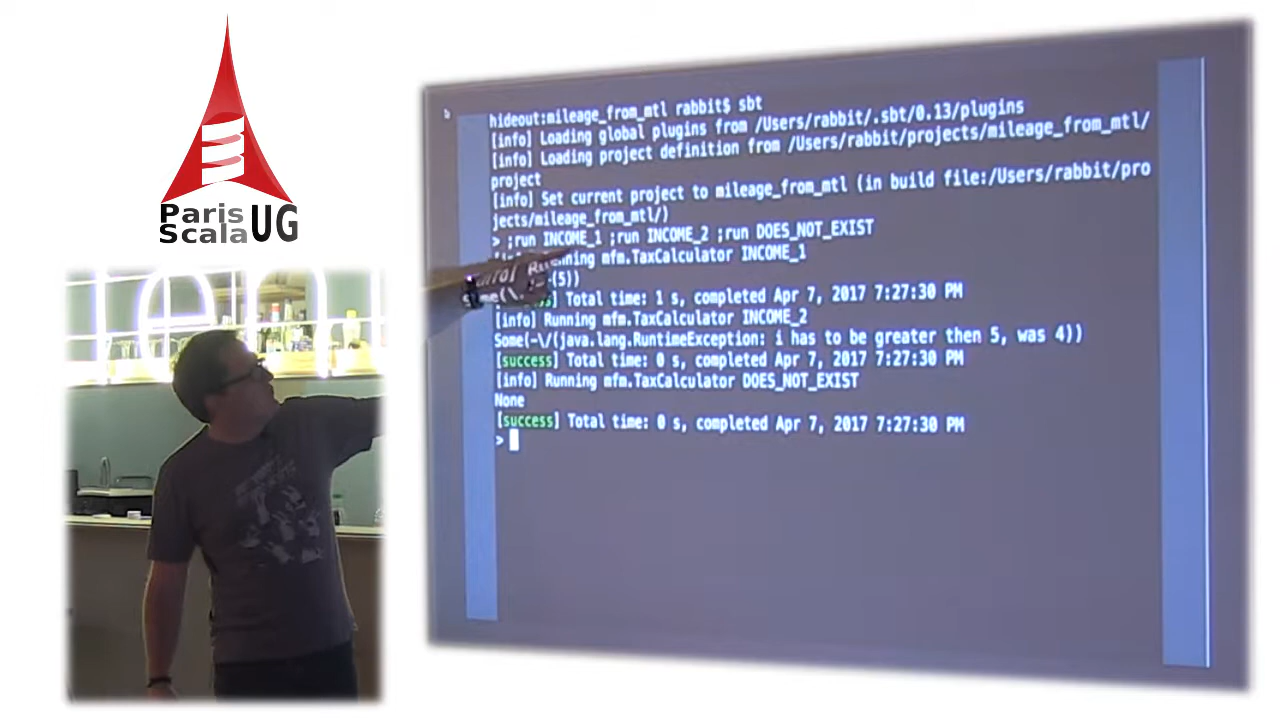 Paris
Scala UG
hideout:mileage_from_mtl rabbit$ sbt
[info] Loading global plugins from /Users/rabbit/.sbt/0.13/plugins
[info] Loading project definition from /Users/rabbit/projects/mileage_from_mtl/
project
[info] Set current project to mileage_from_mtl (in build file:/Users/rabbit/pro
jects/mileage_from_mtl/)
> ;run INCOME_1 ;run INCOME_2 ;run DOES_NOT_EXIST
mfm.TaxCalculator INCOME_1
(5))
] Total time: 1 s, completed Apr 7, 2017 7:27:30 PM
[info] Running mfm.TaxCalculator INCOME_2
Some(-\/(java.lang.RuntimeException: i has to be greater then 5, was 4))
[success] Total time: 0 s, completed Apr 7, 2017 7:27:30 PM
[info] Running mfm.TaxCalculator DOES_NOT_EXIST
None
[success] Total time: 0 s, completed Apr 7, 2017 7:27:30 PM
>